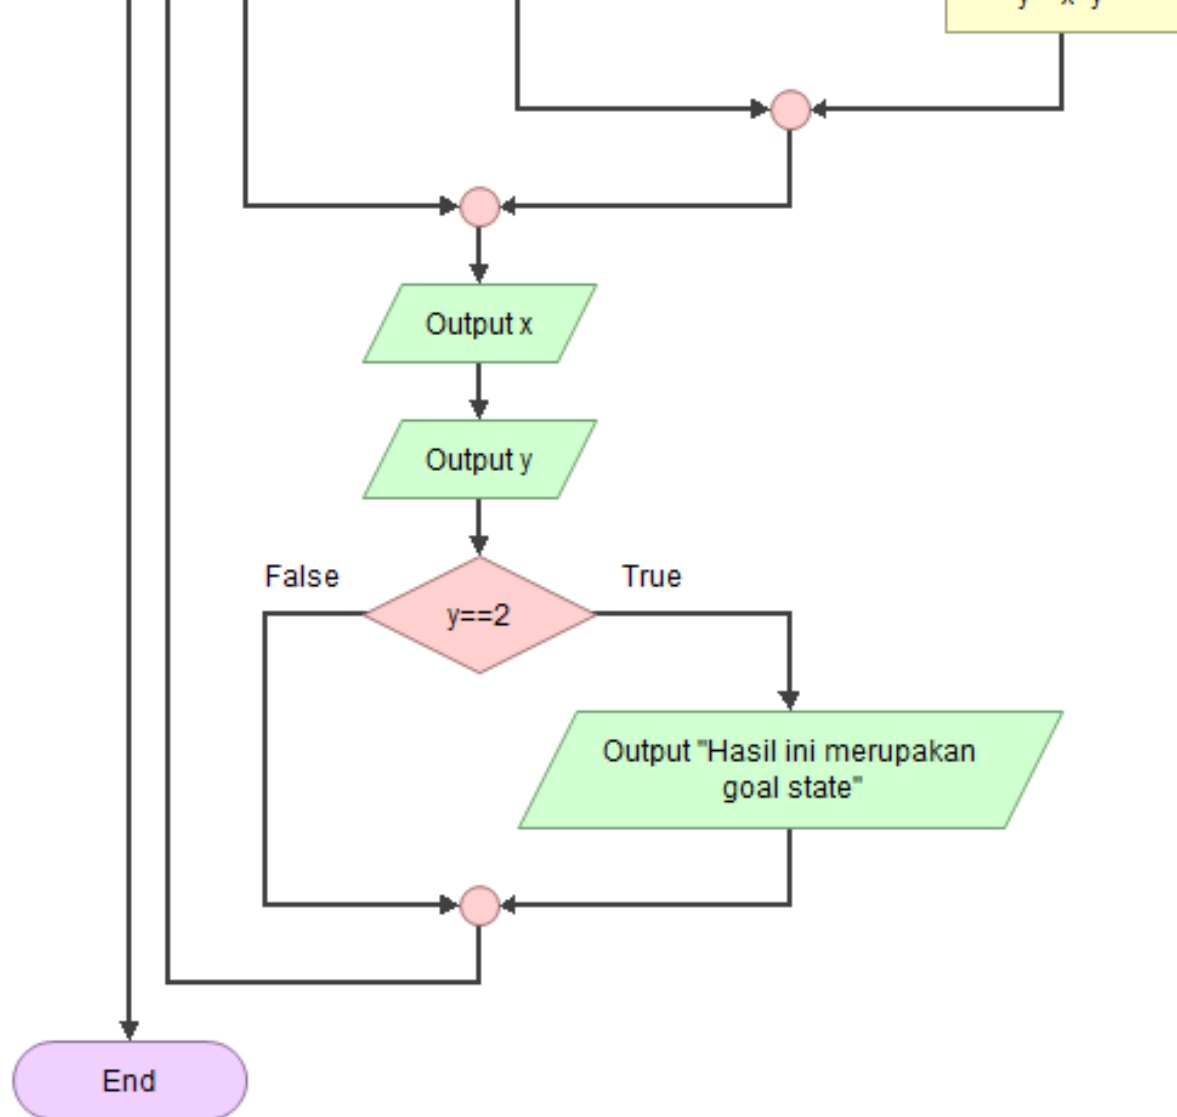 Output x
Output y
False
True
y==2
Output "Hasil ini merupakan
goal state"
End